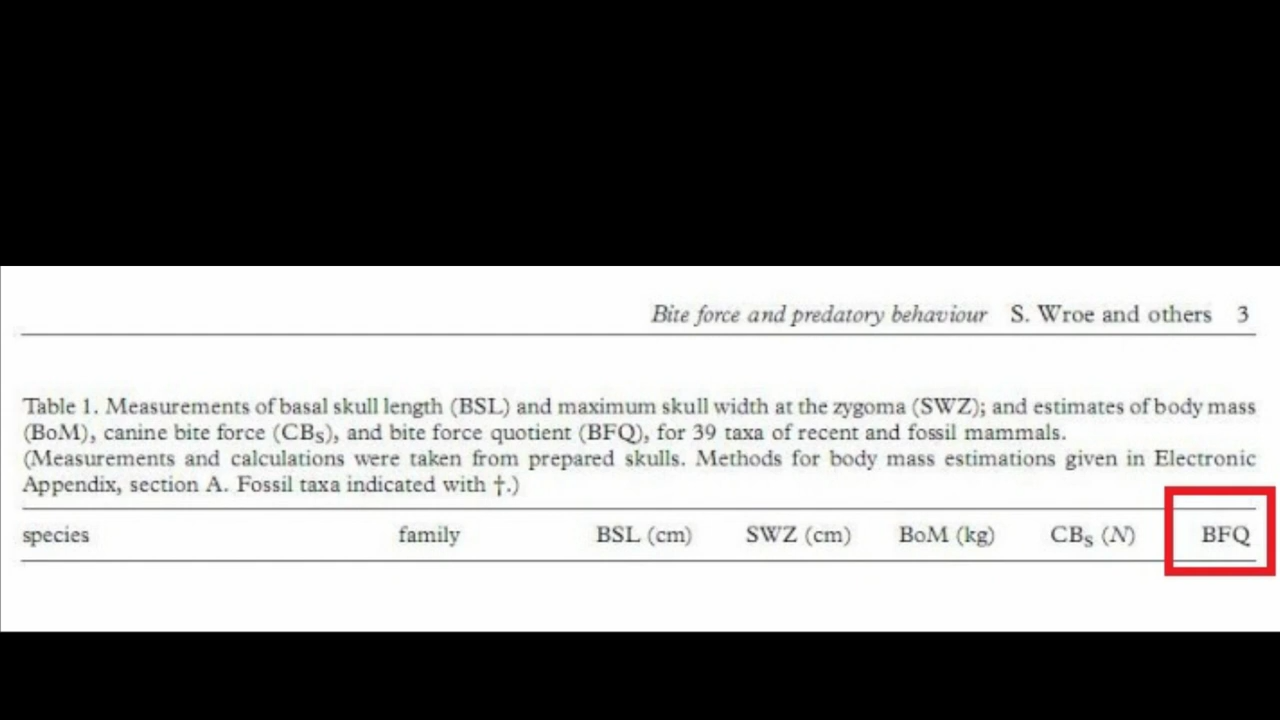 Bite force and predatory behaviour S. Wroe and others 3
Table 1. Measurements of basal skull length (BSL) and maximum skull width at the zygoma (SWZ); and estimates of body mass
(BoM), canine bite force (CBs), and bite force quotient (BFQ), for 39 taxa of recent and fossil mammals.
(Measurements and calculations were taken from prepared skulls. Methods for body mass estimations given in Electronic
Appendix, section A. Fossil taxa indicated with †.)
species family BSL (cm) SWZ (cm) BoM (kg) CBs (N) BFQ